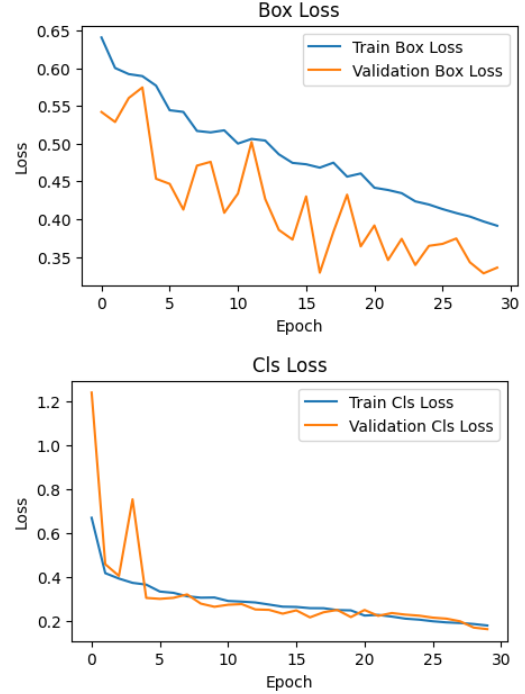 Box Loss
0.65
0.60
0.55
0.50
0.45
0.40
0.35
Loss
Train Box Loss
Validation Box Loss
0 5 10 15 20 25 30
Epoch
Cls Loss
1.2
1.0
0.8
0.6
0.4
0.2
Loss
Train Cls Loss
Validation Cls Loss
0 5 10 15 20 25 30
Epoch